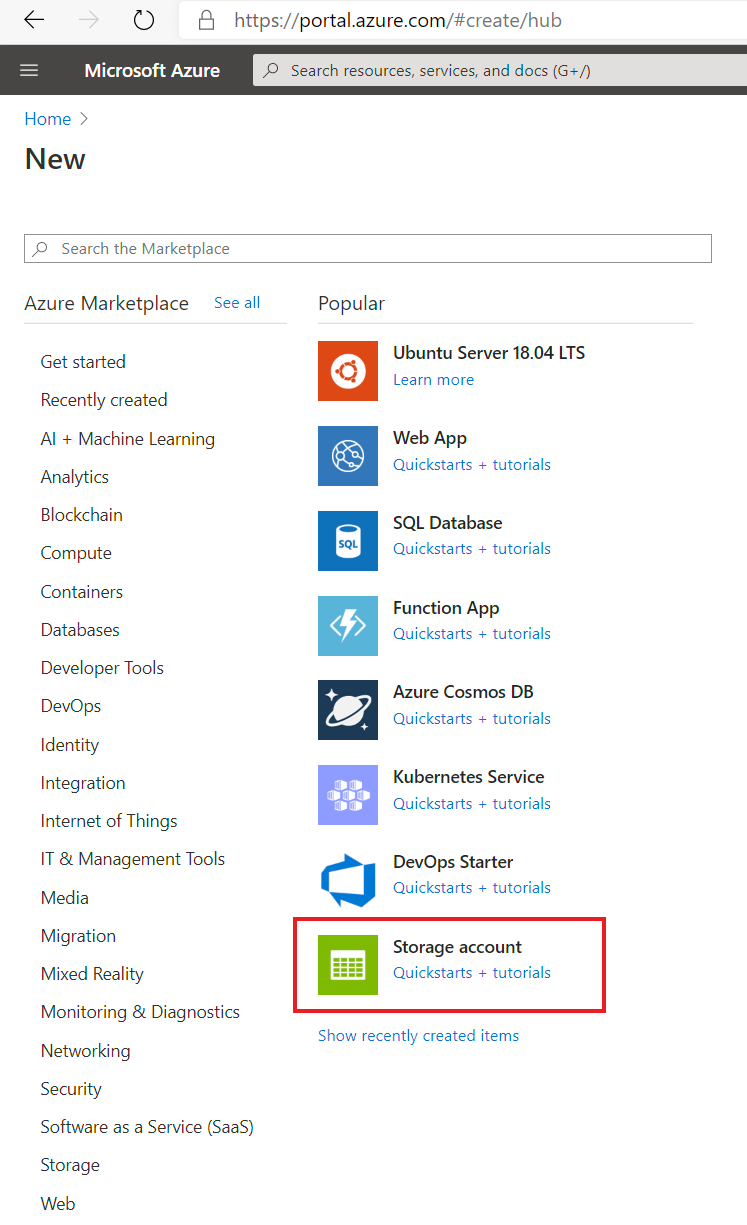 https://portal.azure.com/#create/hub
Microsoft Azure
Search resources, services, and docs (G+/)
Home
New
Search the Marketplace
Azure Marketplace
See all
Get started
Recently created
AI + Machine Learning
Analytics
Blockchain
Compute
Containers
Databases
Developer Tools
DevOps
Identity
Integration
Internet of Things
IT & Management Tools
Media
Migration
Mixed Reality
Monitoring & Diagnostics
Networking
Security
Software as a Service (SaaS)
Storage
Web
Popular
Ubuntu Server 18.04 LTS
Learn more
Web App
Quickstarts + tutorials
SQL
SQL Database
Quickstarts + tutorials
Function App
Quickstarts + tutorials
Azure Cosmos DB
Quickstarts + tutorials
Kubernetes Service
Quickstarts + tutorials
DevOps Starter
Quickstarts + tutorials
Storage account
Quickstarts + tutorials
Show recently created items